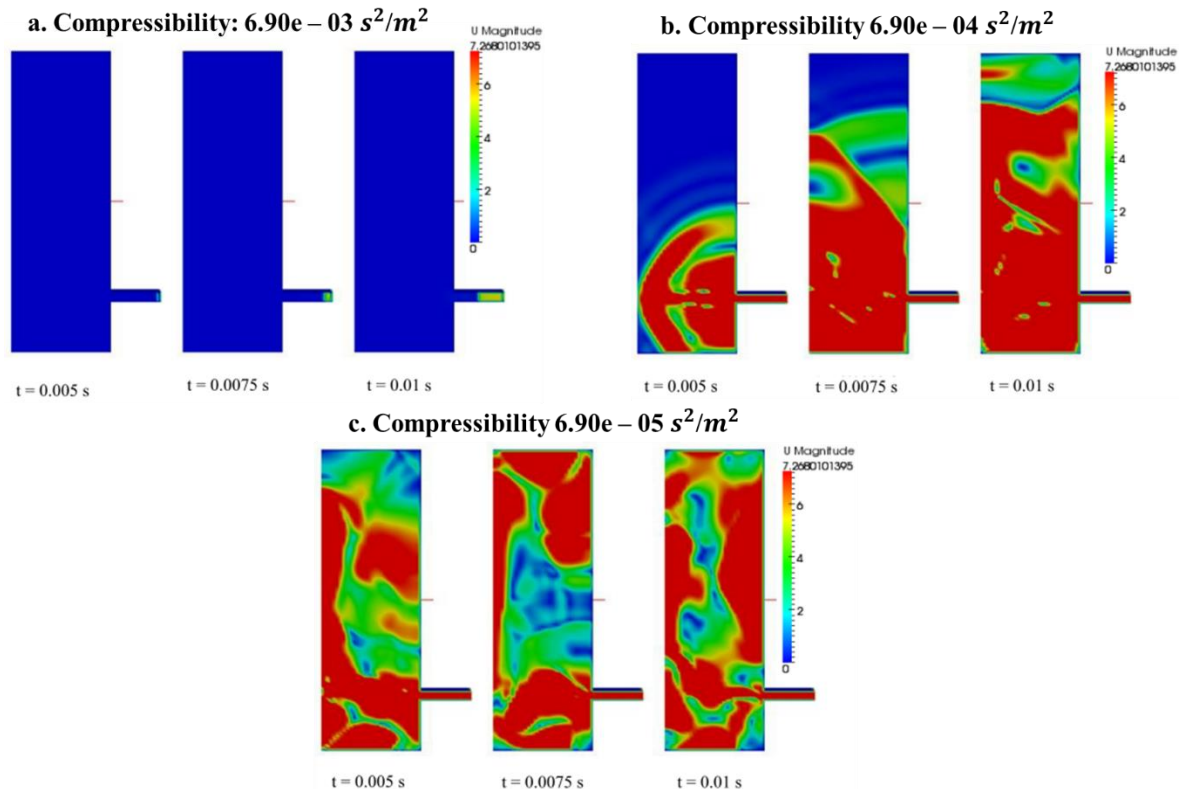 a. Compressibility: 6.90e – 03 s²/m²
U Magnitude
7.2680101395
6
4
2
0
t = 0.005 s
t = 0.0075 s
t = 0.01 s
b. Compressibility 6.90e – 04 s²/m²
U Magnitude
7.2680101395
6
4
2
0
t = 0.005 s
t = 0.0075 s
t = 0.01 s
c. Compressibility 6.90e – 05 s²/m²
U Magnitude
7.2680101395
6
4
2
0
t = 0.005 s
t = 0.0075 s
t = 0.01 s